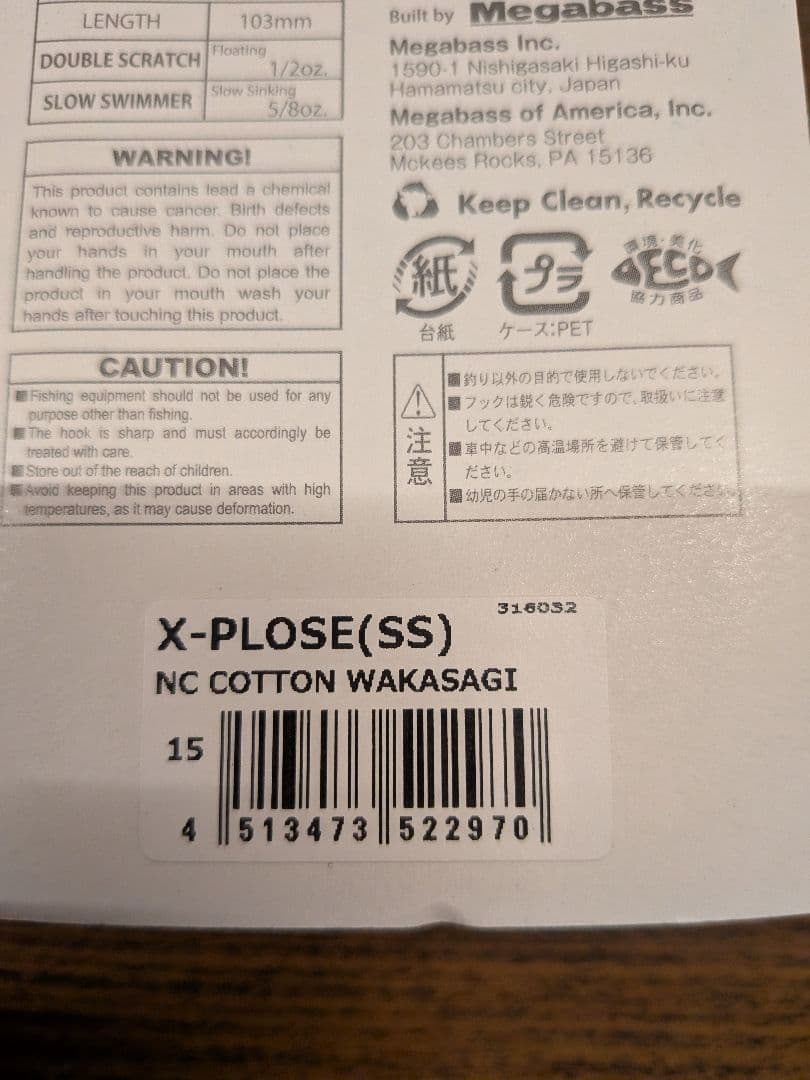 LENGTH 103mm
DOUBLE SCRATCH Floating 1/2oz.
SLOW SWIMMER Slow Sinking 5/8oz.
WARNING!
This product contains lead a chemical
known to cause cancer. Birth defects
and reproductive harm. Do not place
your hands in your mouth after
handling the product. Do not place the
product in your mouth wash your
hands after touching this product.
CAUTION!
■Fishing equipment should not be used for any
purpose other than fishing.
■The hook is sharp and must accordingly be
treated with care.
■Store out of the reach of children.
■Avoid keeping this product in areas with high
temperatures, as it may cause deformation.
Built by Megabass
Megabass Inc.
1590-1 Nishigasaki Higashi-ku
Hamamatsu city, Japan
Megabass of America, Inc.
203 Chambers Street
Mckees Rocks, PA 15136
Keep Clean, Recycle
紙
台紙
プラ
ケース:PET
環境・美化
ECO
協力商品
注意
■釣り以外の目的で使用しないでください。
■フックは鋭く危険ですので、取扱いに注意
してください。
■車中などの高温場所を避けて保管してく
ださい。
■幼児の手の届かない所へ保管してください。
316032
X-PLOSE(SS)
NC COTTON WAKASAGI
15
4 513473 522970